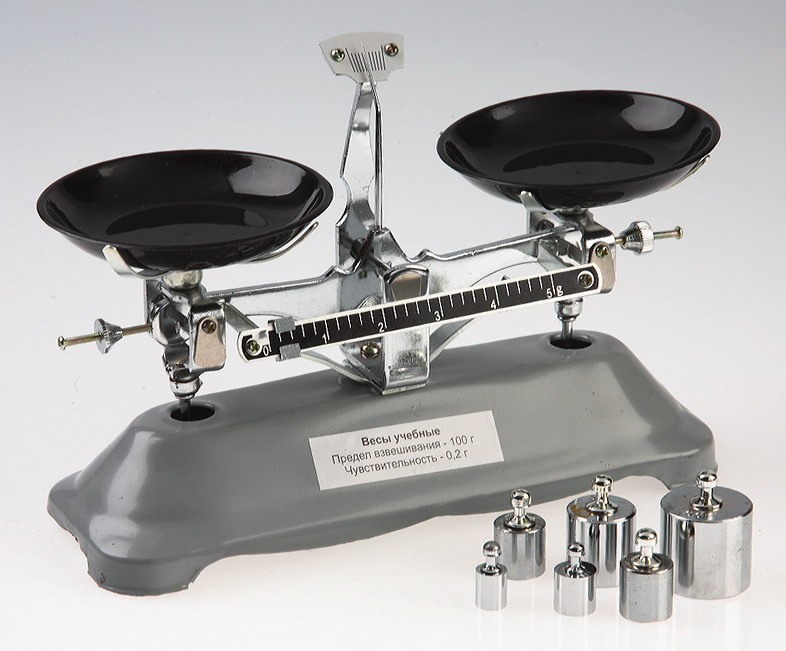 0 1 2 3 4 5 g
Весы учебные
Предел взвешивания - 100 г
Чувствительность - 0,2 г